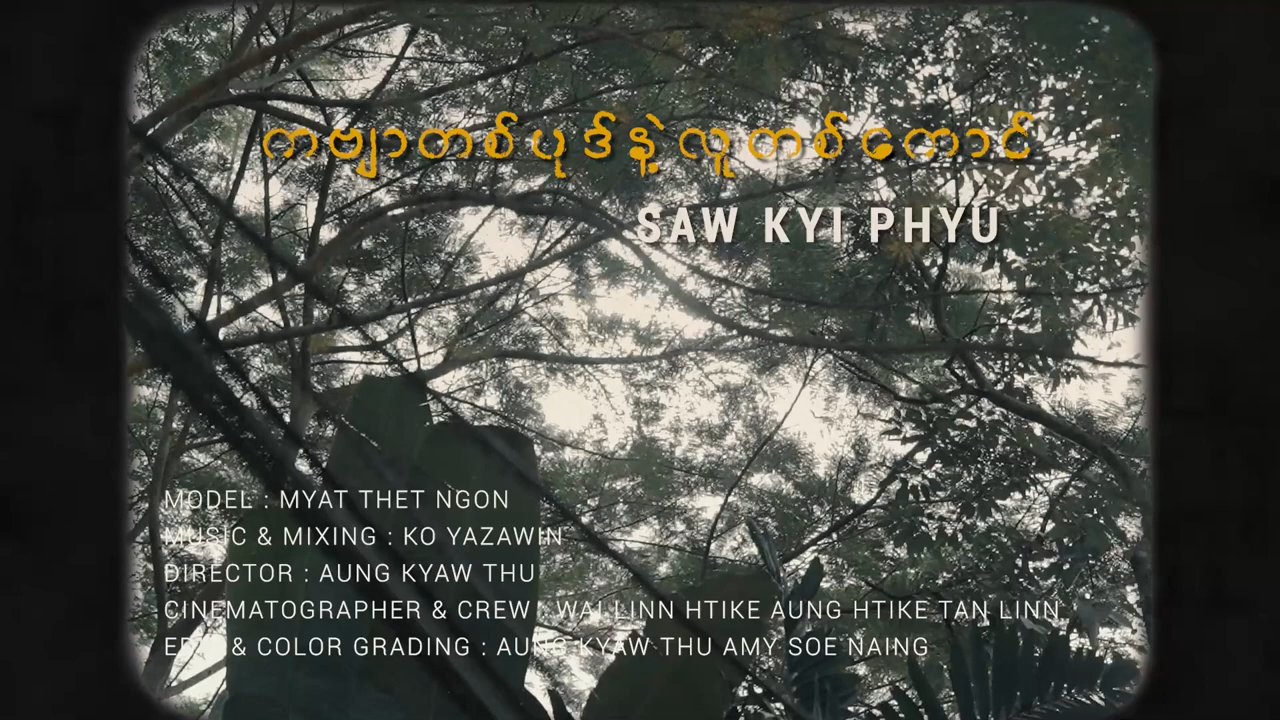 ကဗျာတစ်ပုဒ်နဲ့လူတစ်ကောင်
SAW KYI PHYU
MODEL : MYAT THET NGON
MUSIC & MIXING : KO YAZAWIN
DIRECTOR : AUNG KYAW THU
CINEMATOGRAPHER & CREW : WAI LINN HTIKE AUNG HTIKE TAN LINN
EDIT & COLOR GRADING : AUNG KYAW THU AMY SOE NAING